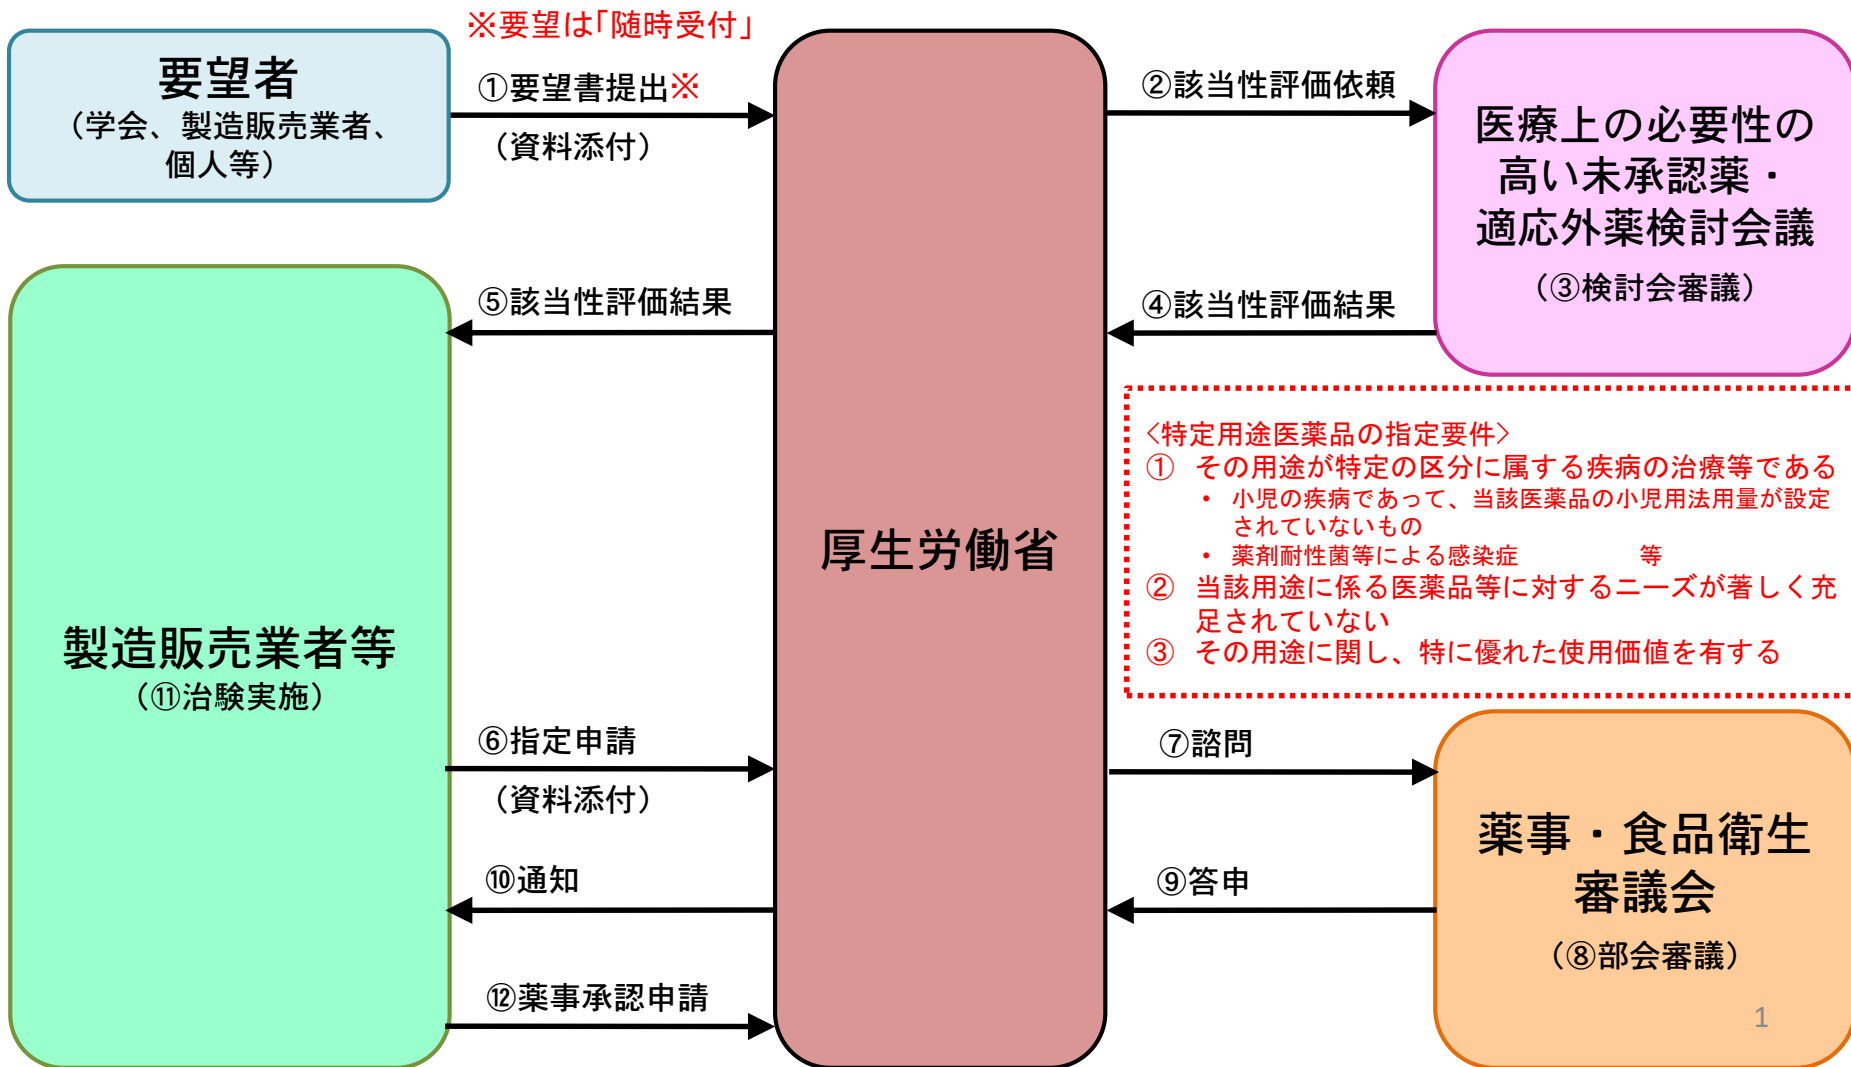 ※要望は「随時受付」
要望者
（学会、製造販売業者、
個人等）
①要望書提出※
（資料添付）
②該当性評価依頼
医療上の必要性の
高い未承認薬・
適応外薬検討会議
（③検討会審議）
④該当性評価結果
⑤該当性評価結果
厚生労働省
<特定用途医薬品の指定要件>
① その用途が特定の区分に属する疾病の治療等である
• 小児の疾病であって、当該医薬品の小児用法用量が設定
されていないもの
• 薬剤耐性菌等による感染症 等
② 当該用途に係る医薬品等に対するニーズが著しく充
足されていない
③ その用途に関し、特に優れた使用価値を有する
製造販売業者等
（⑪治験実施）
⑥指定申請
（資料添付）
⑦諮問
薬事・食品衛生
審議会
（⑧部会審議）
⑨答申
⑩通知
⑫薬事承認申請
1